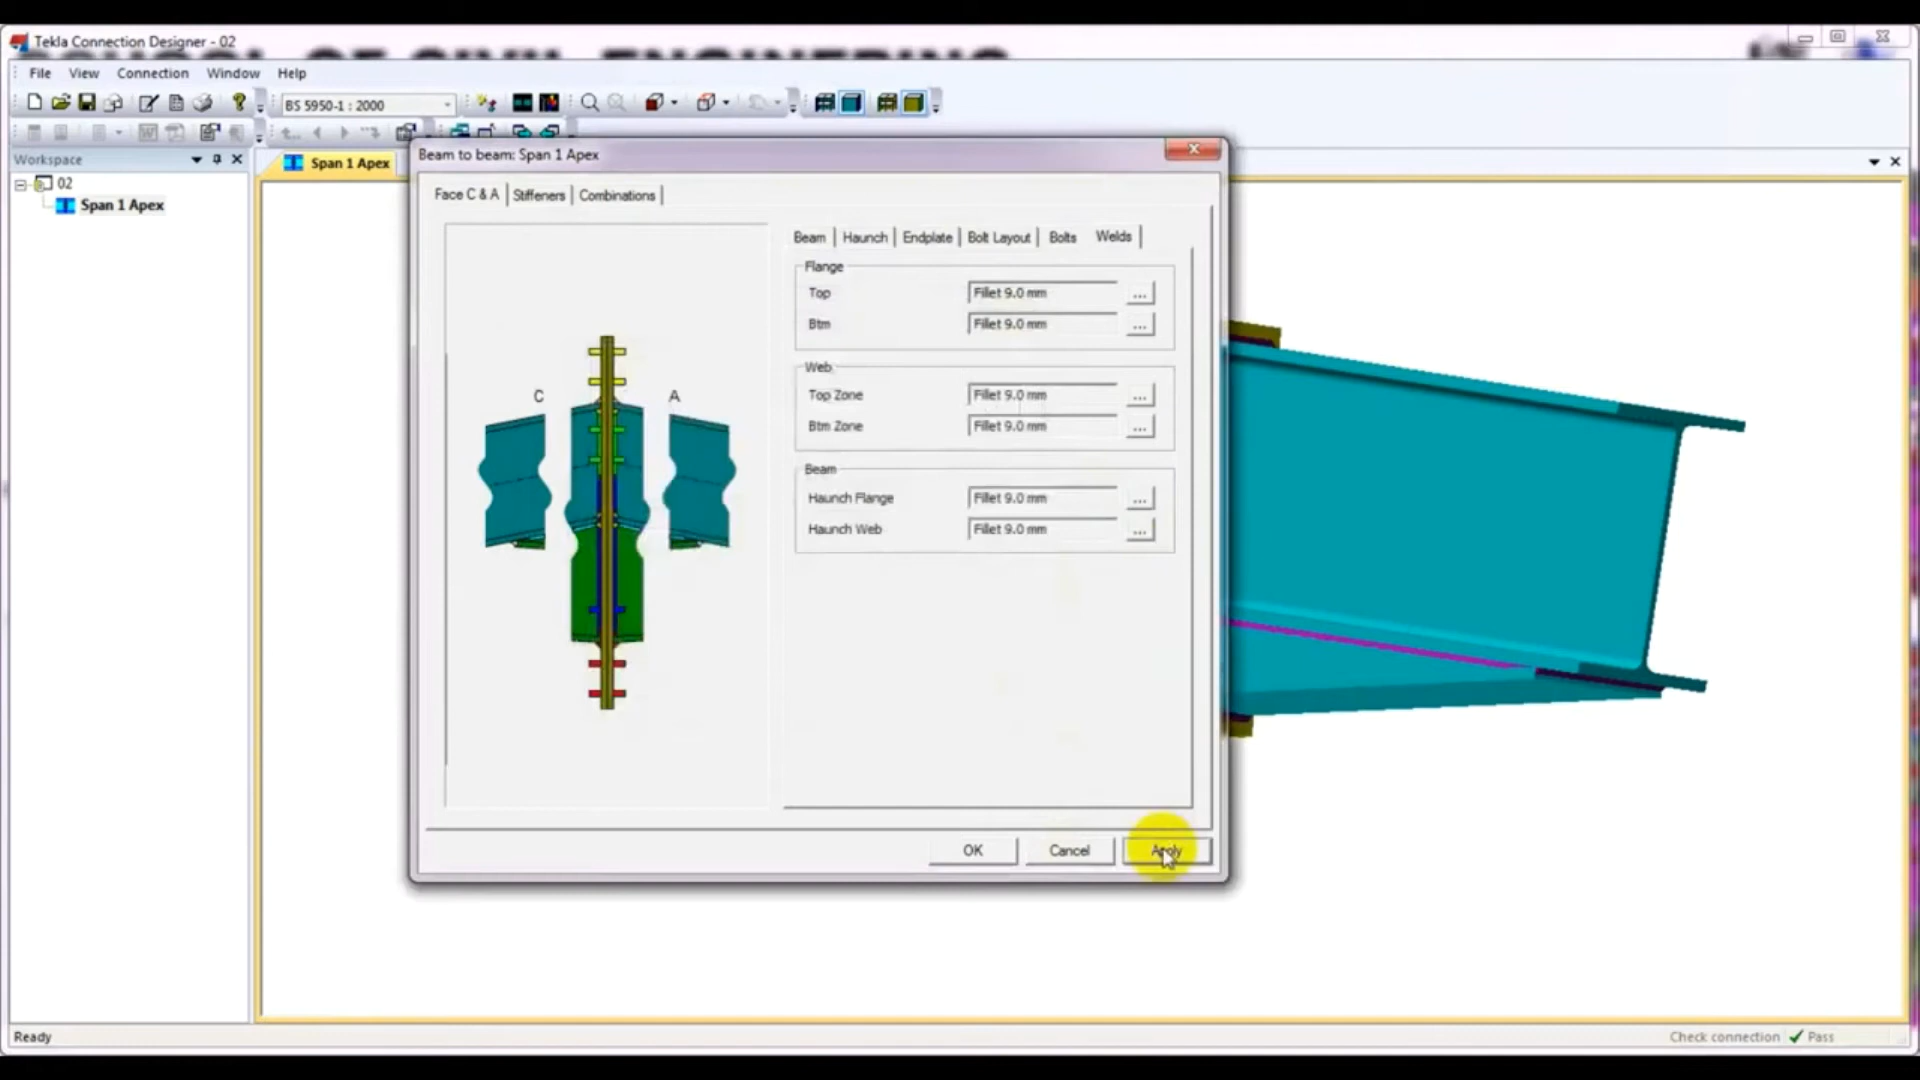 Tekla Connection Designer - 02
SCHOOL OF CIVIL ENGINEERING
File View Connection Window Help
BS 5950-1 : 2000
Workspace
Span 1 Apex
02
Span 1 Apex
Beam to beam: Span 1 Apex
Face C & A Stiffeners Combinations
Beam Haunch Endplate Bolt Layout Bolts Welds
Flange
Top Fillet 9.0 mm ...
Btm Fillet 9.0 mm ...
Web
Top Zone Fillet 9.0 mm ...
Btm Zone Fillet 9.0 mm ...
Beam
Haunch Flange Fillet 9.0 mm ...
Haunch Web Fillet 9.0 mm ...
C A
OK Cancel Apply
Ready
Check connection Pass